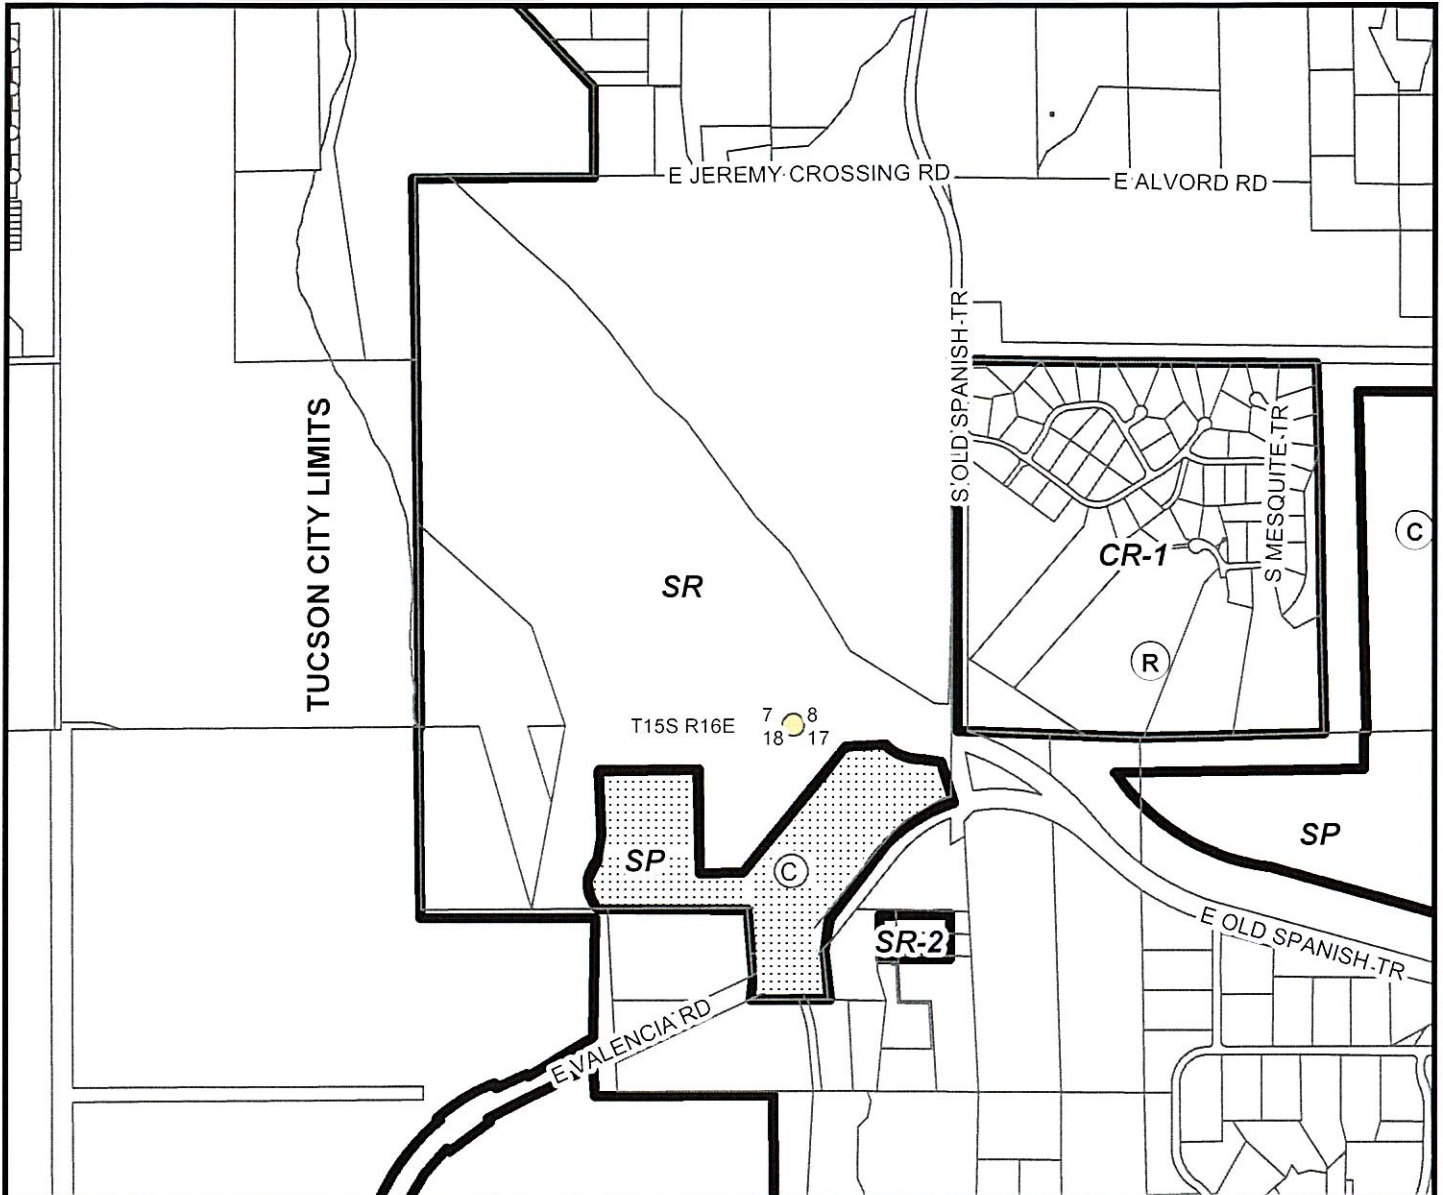 E JEREMY CROSSING RD
E ALVORD RD
S OLD SPANISH TR
S MESQUITE TR
TUCSON CITY LIMITS
C
CR-1
SR
R
T15S R16E
7 8
18 17
SP
SP
C
E OLD SPANISH TR
SR-2
E VALENCIA RD